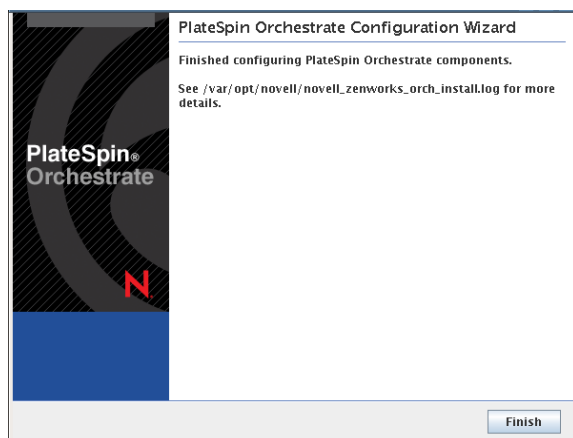 PlateSpin Orchestrate Configuration Wizard
Finished configuring PlateSpin Orchestrate components.
See /var/opt/novell/novell_zenworks_orch_install.log for more
details.
PlateSpin®
Orchestrate
N.
Finish